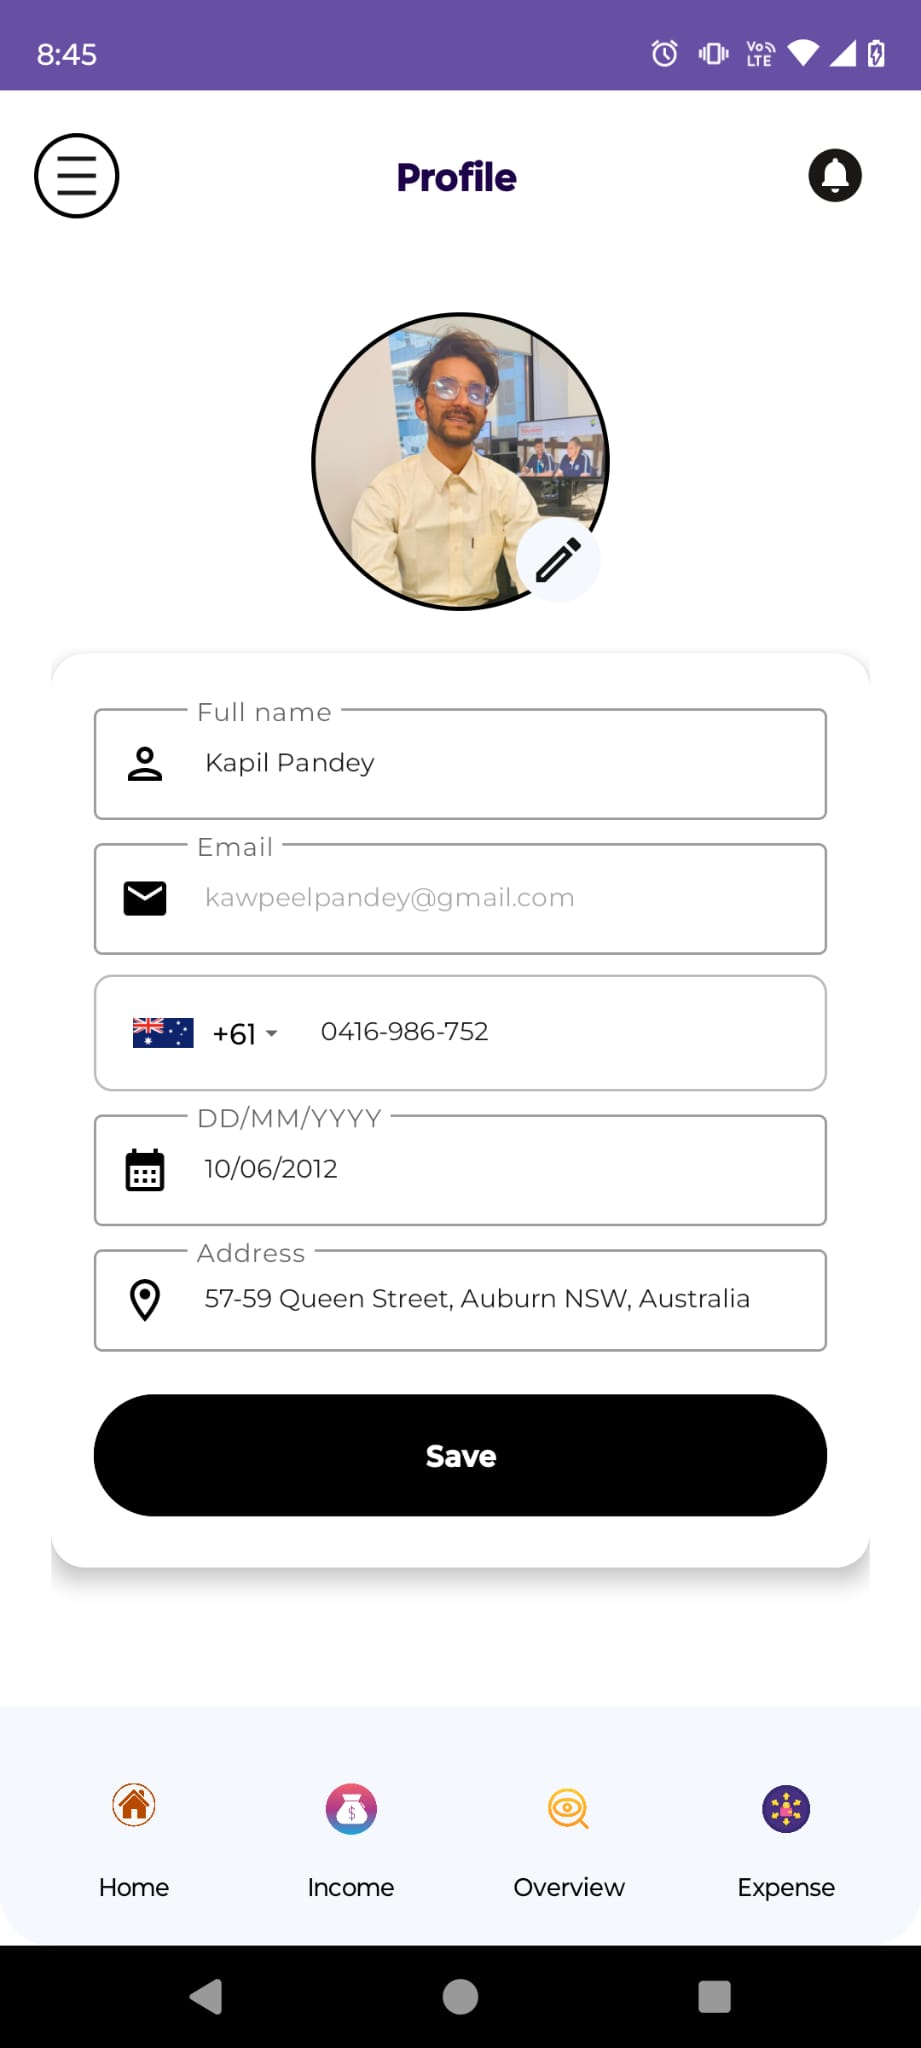 8:45
Vo
LTE
Profile
Full name
Kapil Pandey
Email
kawpeelpandey@gmail.com
+61
0416-986-752
DD/MM/YYYY
10/06/2012
Address
57-59 Queen Street, Auburn NSW, Australia
Save
Home
Income
Overview
Expense